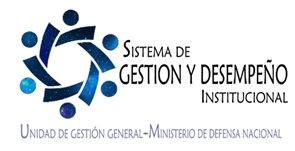 SISTEMA DE
GESTION Y DESEMPEÑO
INSTITUCIONAL
UNIDAD DE GESTIÓN GENERAL-MINISTERIO DE DEFENSA NACIONAL